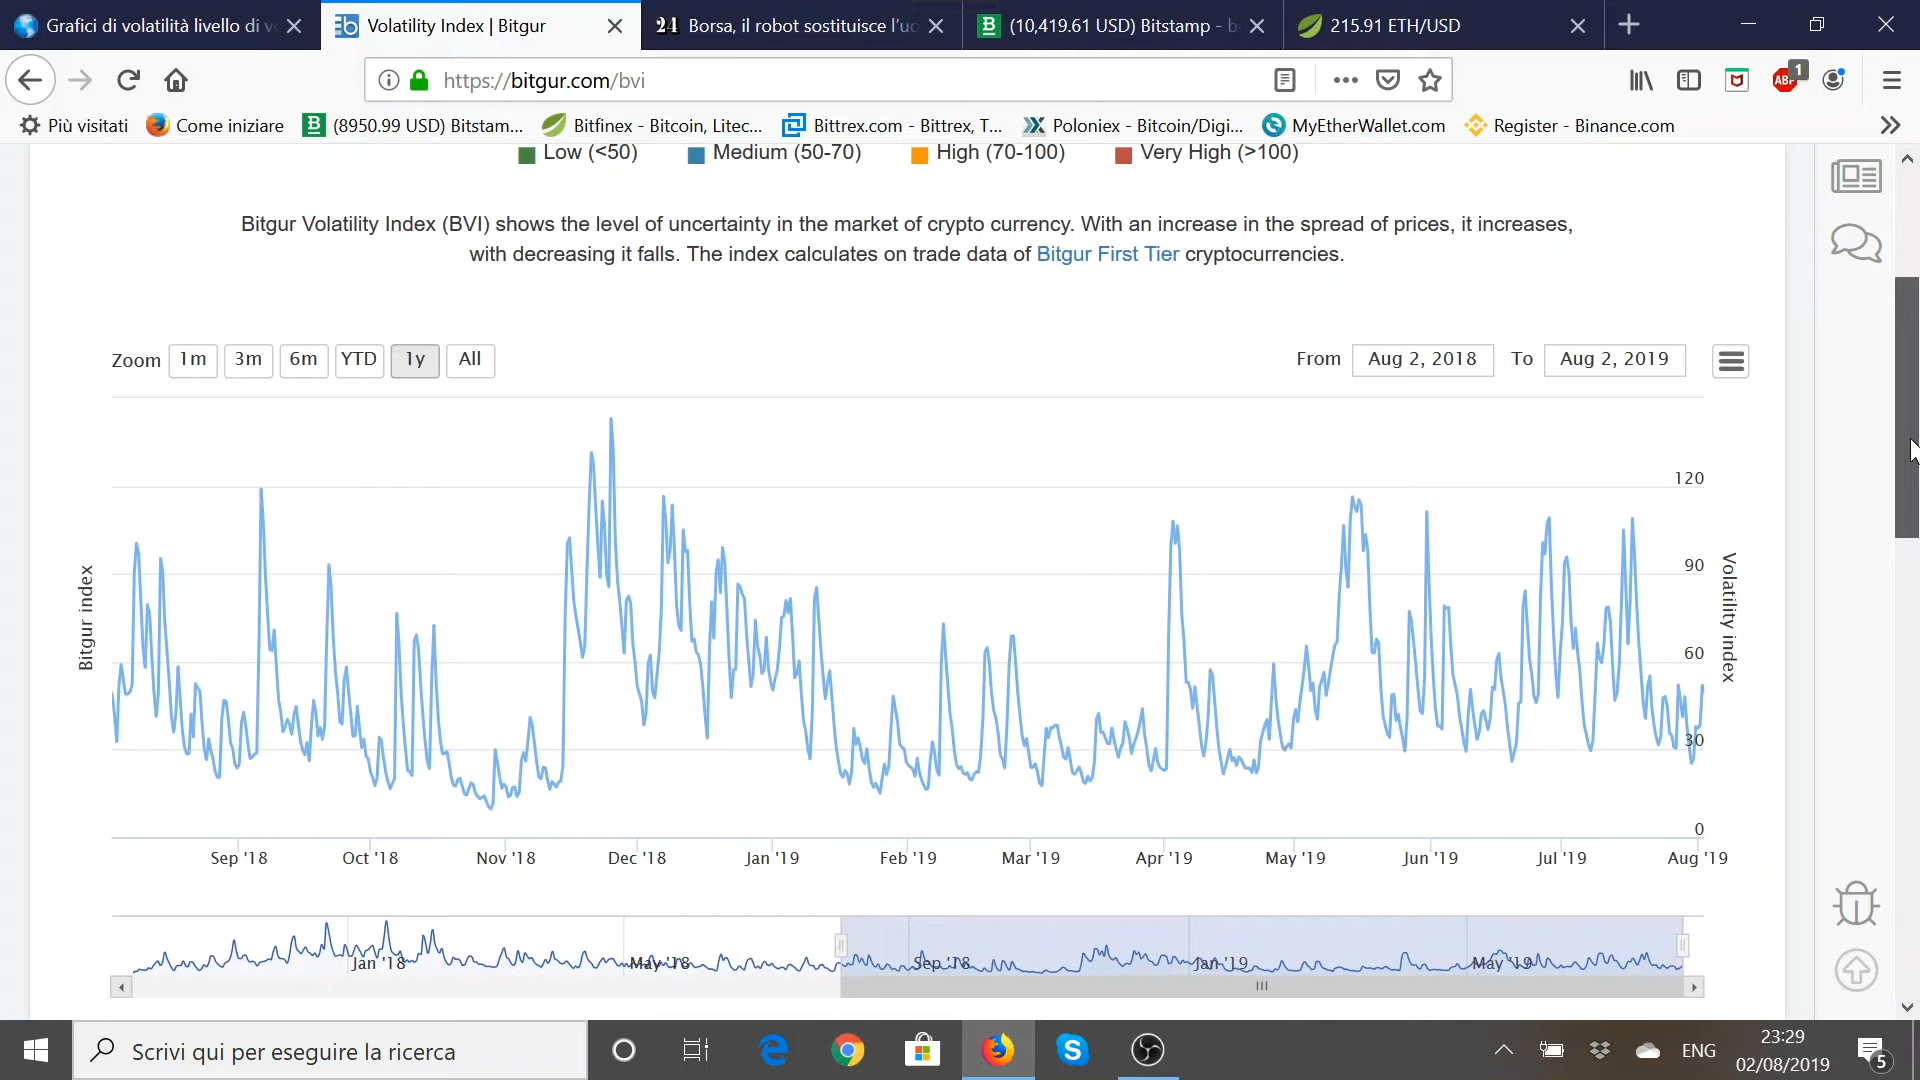 Grafici di volatilità livello di v
Volatility Index | Bitgur
24 Borsa, il robot sostituisce l'uo
B (10,419.61 USD) Bitstamp - b
215.91 ETH/USD
https://bitgur.com/bvi
ABP 1
Più visitati
Come iniziare
B (8950.99 USD) Bitstam...
Bitfinex - Bitcoin, Litec...
Bittrex.com - Bittrex, T...
Poloniex - Bitcoin/Digi...
MyEtherWallet.com
Register - Binance.com
Low (<50) Medium (50-70) High (70-100) Very High (>100)
Bitgur Volatility Index (BVI) shows the level of uncertainty in the market of crypto currency. With an increase in the spread of prices, it increases,
with decreasing it falls. The index calculates on trade data of Bitgur First Tier cryptocurrencies.
Zoom 1m 3m 6m YTD 1y All From Aug 2, 2018 To Aug 2, 2019
Bitgur index
120
90
60
30
0
Volatility index
Sep '18 Oct '18 Nov '18 Dec '18 Jan '19 Feb '19 Mar '19 Apr '19 May '19 Jun '19 Jul '19 Aug '19
Jan '18 May '18 Sep '18 Jan '19 May '19
Scrivi qui per eseguire la ricerca
ENG
23:29
02/08/2019
5